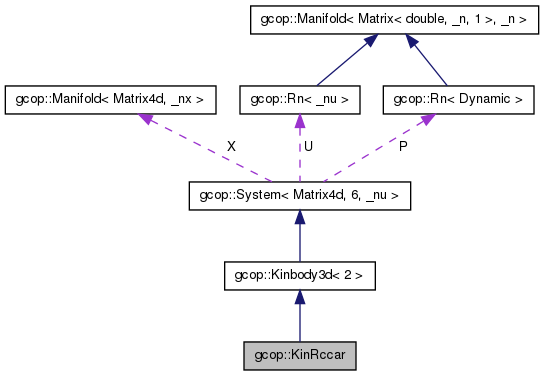 gcop::Manifold< Matrix< double, _n, 1 >, _n >
gcop::Manifold< Matrix4d, _nx >
gcop::Rn< _nu >
gcop::Rn< Dynamic >
X
U
P
gcop::System< Matrix4d, 6, _nu >
gcop::Kinbody3d< 2 >
gcop::KinRccar